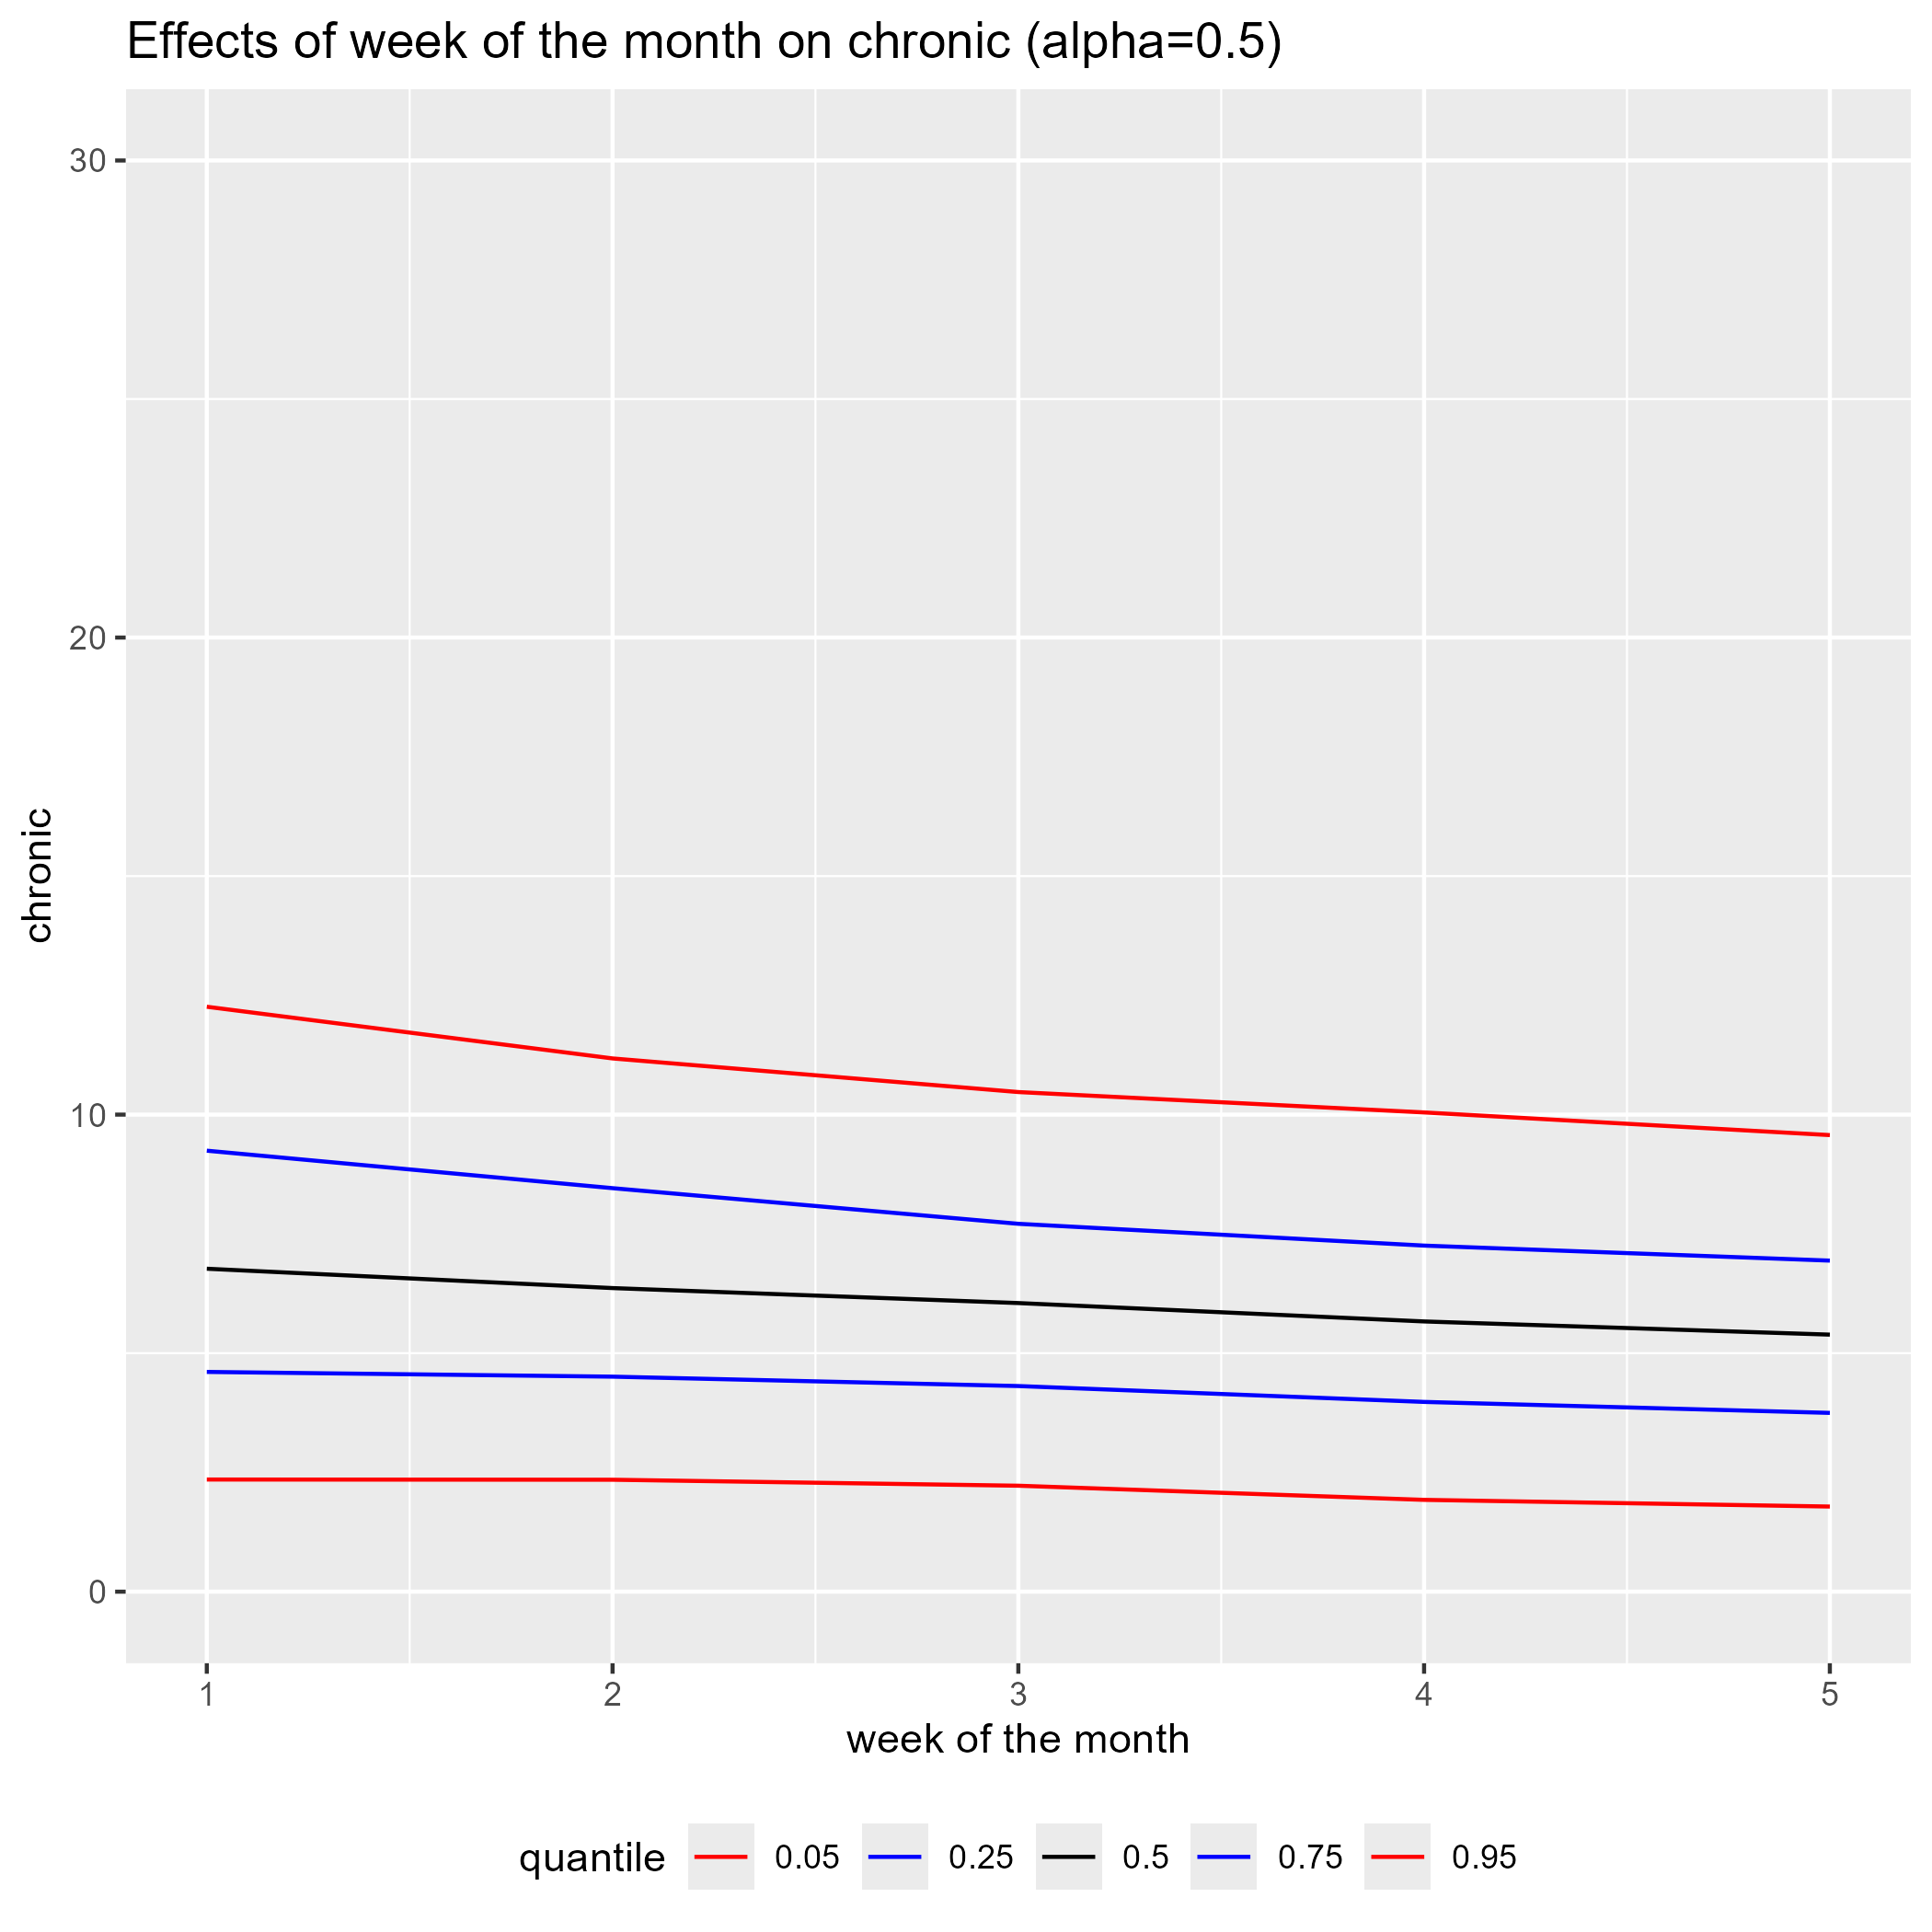 Effects of week of the month on chronic (alpha=0.5)
30
20
10
0
chronic
1 2 3 4 5
week of the month
quantile 0.05 0.25 0.5 0.75 0.95